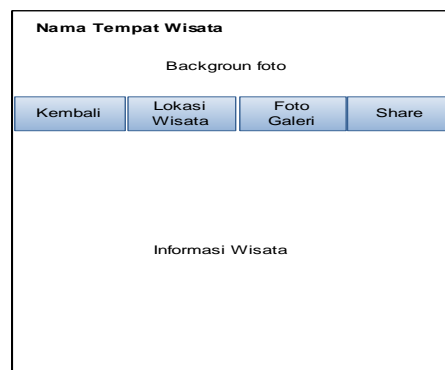 Nama Tempat Wisata
Backgroun foto
Kembali
Lokasi
Wisata
Foto
Galeri
Share
Informasi Wisata